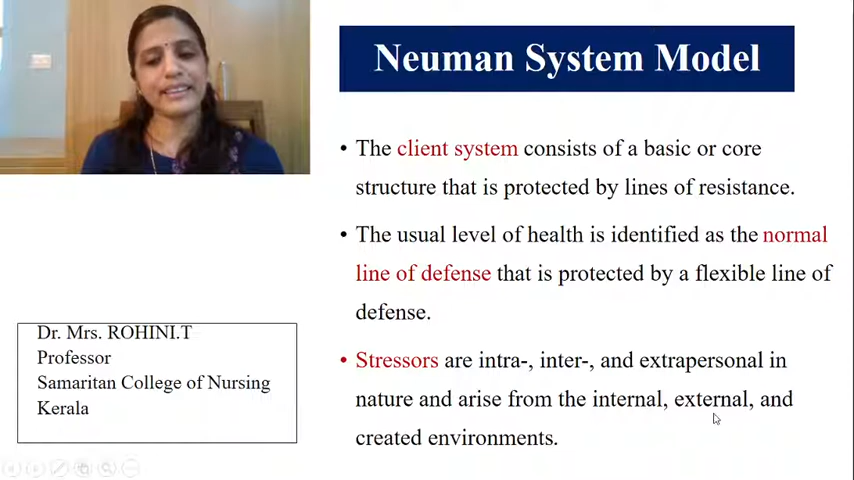 Neuman System Model
• The client system consists of a basic or core
structure that is protected by lines of resistance.
• The usual level of health is identified as the normal
line of defense that is protected by a flexible line of
defense.
• Stressors are intra-, inter-, and extrapersonal in
nature and arise from the internal, external, and
created environments.
Dr. Mrs. ROHINI.T
Professor
Samaritan College of Nursing
Kerala